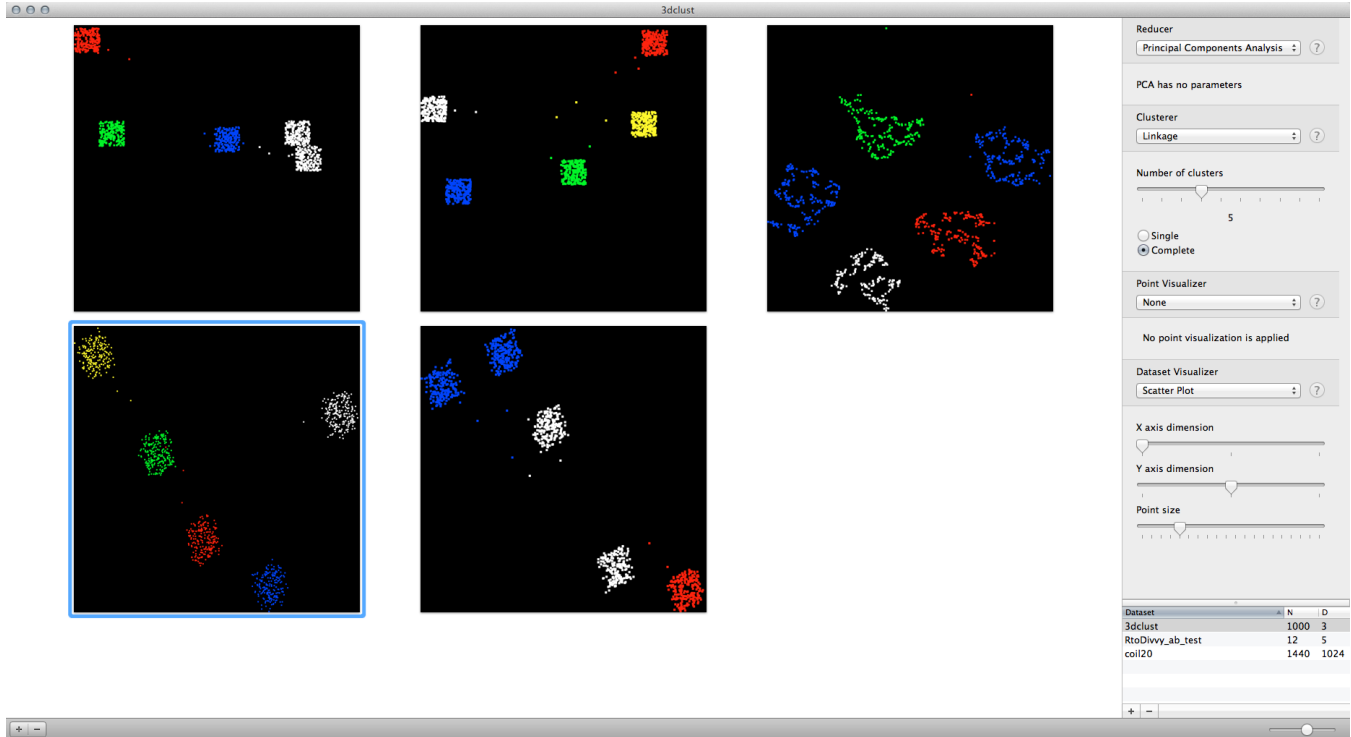 3dclust
Reducer
Principal Components Analysis ?
PCA has no parameters
Clusterer
Linkage ?
Number of clusters
5
Single
Complete
Point Visualizer
None ?
No point visualization is applied
Dataset Visualizer
Scatter Plot ?
X axis dimension
Y axis dimension
Point size
Dataset N D
3dclust 1000 3
RtoDivvy_ab_test 12 5
coil20 1440 1024
+ −
+ −